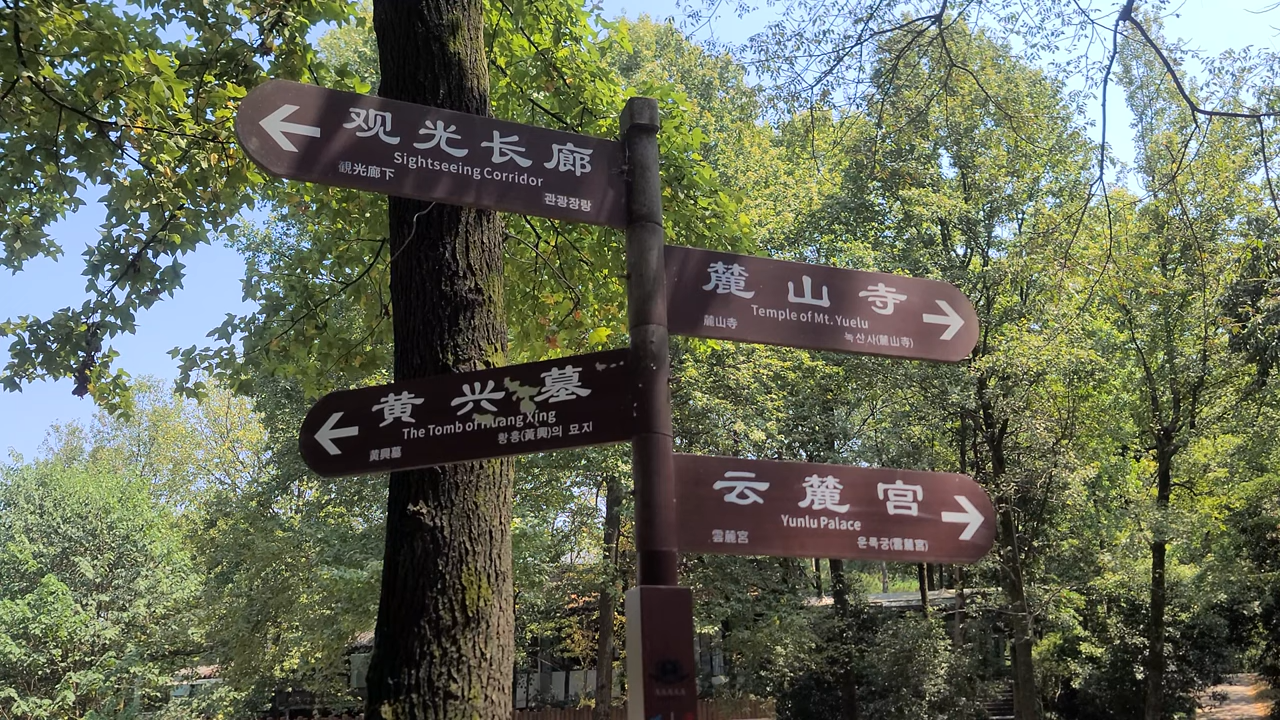 观光长廊
Sightseeing Corridor
観光廊下
관광장랑
麓山寺
Temple of Mt. Yuelu
麓山寺
녹산사(麓山寺)
黄兴墓
The Tomb of Huang Xing
황흥(黃興)의 묘지
黄興墓
云麓宫
Yunlu Palace
雲麓宮
운록궁(雲麓宮)